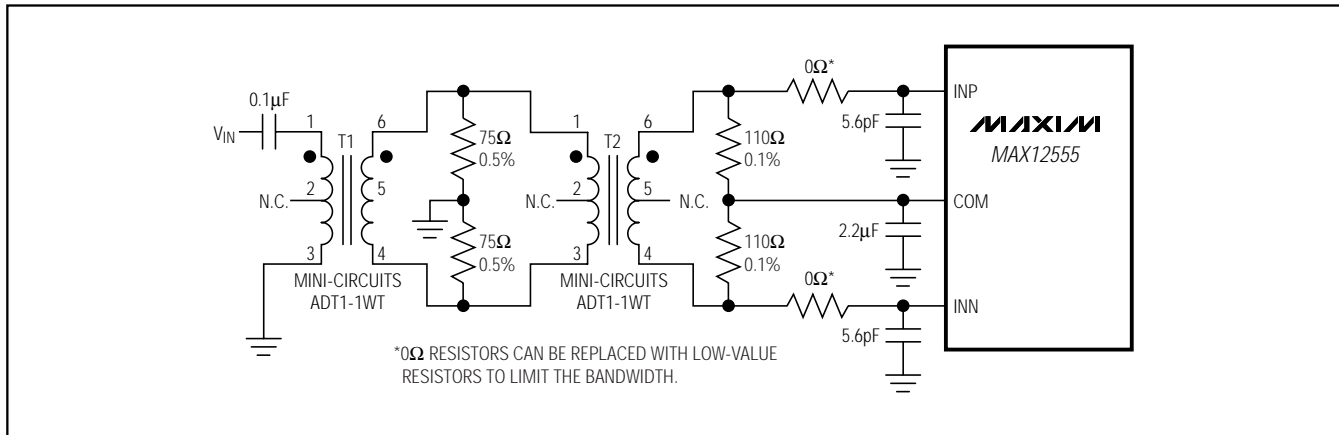 0.1µF
VIN
1
6
T1
2
5
N.C.
3
4
MINI-CIRCUITS
ADT1-1WT
75Ω
0.5%
75Ω
0.5%
1
6
T2
N.C.
2
5
N.C.
3
4
MINI-CIRCUITS
ADT1-1WT
0Ω*
110Ω
0.1%
110Ω
0.1%
0Ω*
5.6pF
2.2µF
5.6pF
INP
MAXIM
MAX12555
COM
INN
*0Ω RESISTORS CAN BE REPLACED WITH LOW-VALUE
RESISTORS TO LIMIT THE BANDWIDTH.